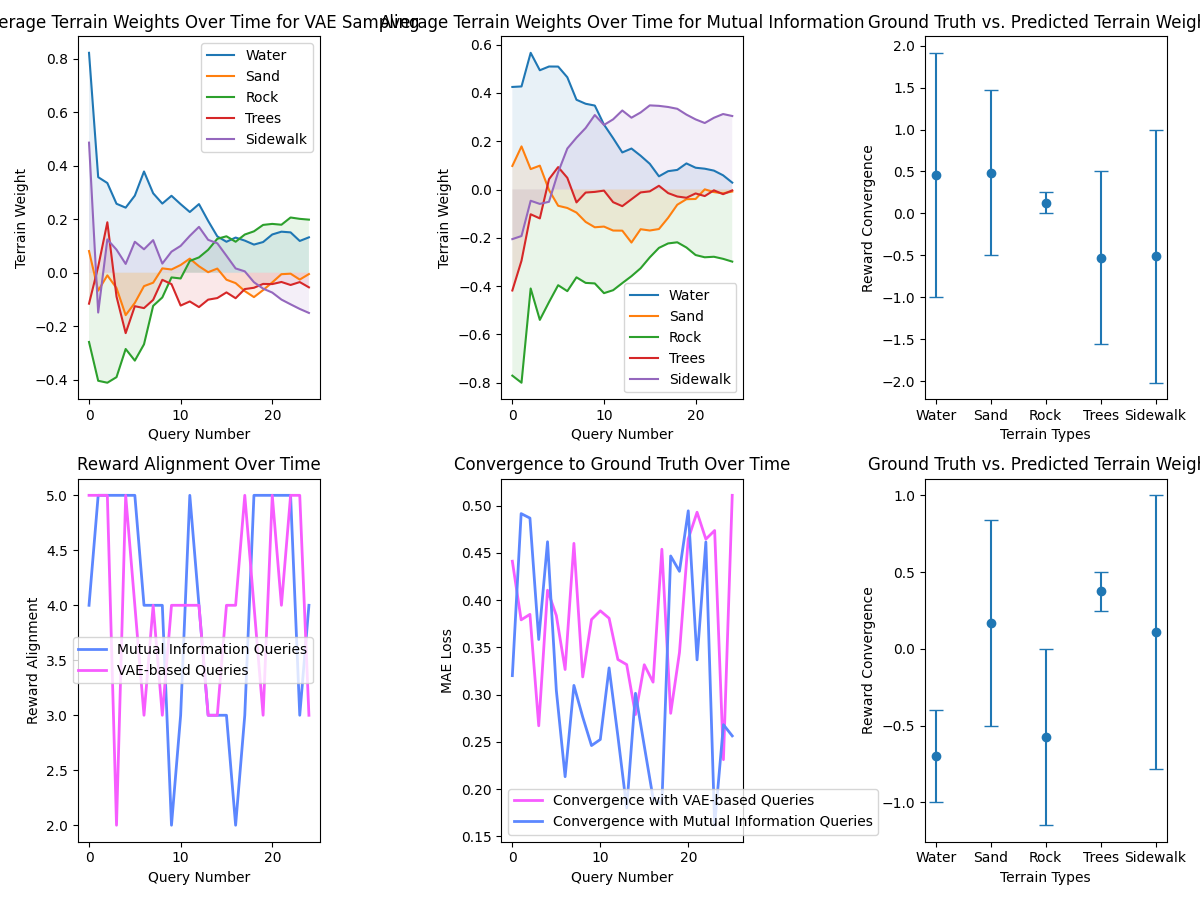 erage Terrain Weights Over Time for VAE Sampling
0.8
0.6
0.4
0.2
0.0
−0.2
−0.4
Terrain Weight
Water
Sand
Rock
Trees
Sidewalk
0
10
20
Query Number
Average Terrain Weights Over Time for Mutual Information
0.6
0.4
0.2
0.0
−0.2
−0.4
−0.6
−0.8
Terrain Weight
Water
Sand
Rock
Trees
Sidewalk
0
10
20
Query Number
Ground Truth vs. Predicted Terrain Weigh
2.0
1.5
1.0
0.5
0.0
−0.5
−1.0
−1.5
−2.0
Reward Convergence
Water Sand Rock Trees Sidewalk
Terrain Types
Reward Alignment Over Time
5.0
4.5
4.0
3.5
3.0
2.5
2.0
Reward Alignment
Mutual Information Queries
VAE-based Queries
0
10
20
Query Number
Convergence to Ground Truth Over Time
0.50
0.45
0.40
0.35
0.30
0.25
0.20
0.15
MAE Loss
Convergence with VAE-based Queries
Convergence with Mutual Information Queries
0
10
20
Query Number
Ground Truth vs. Predicted Terrain Weigh
1.0
0.5
0.0
−0.5
−1.0
Reward Convergence
Water Sand Rock Trees Sidewalk
Terrain Types